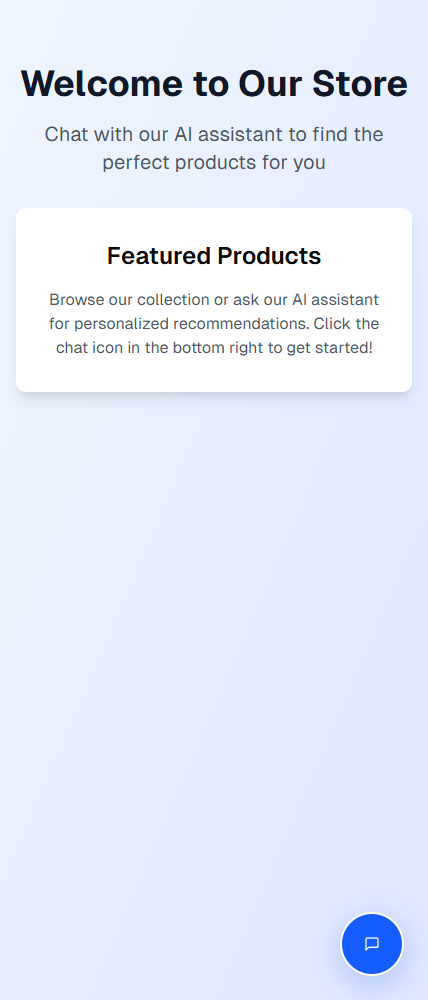 Welcome to Our Store
Chat with our AI assistant to find the
perfect products for you
Featured Products
Browse our collection or ask our AI assistant
for personalized recommendations. Click the
chat icon in the bottom right to get started!